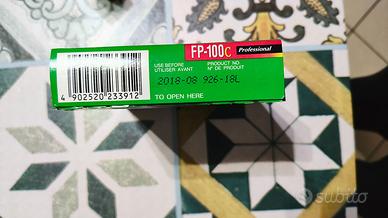 FP-100C Professional
USE BEFORE PRODUCT NO.
UTILISER AVANT N° DE PRODUIT
2018-08 926-18L
4 902520 233912
TO OPEN HERE
subito